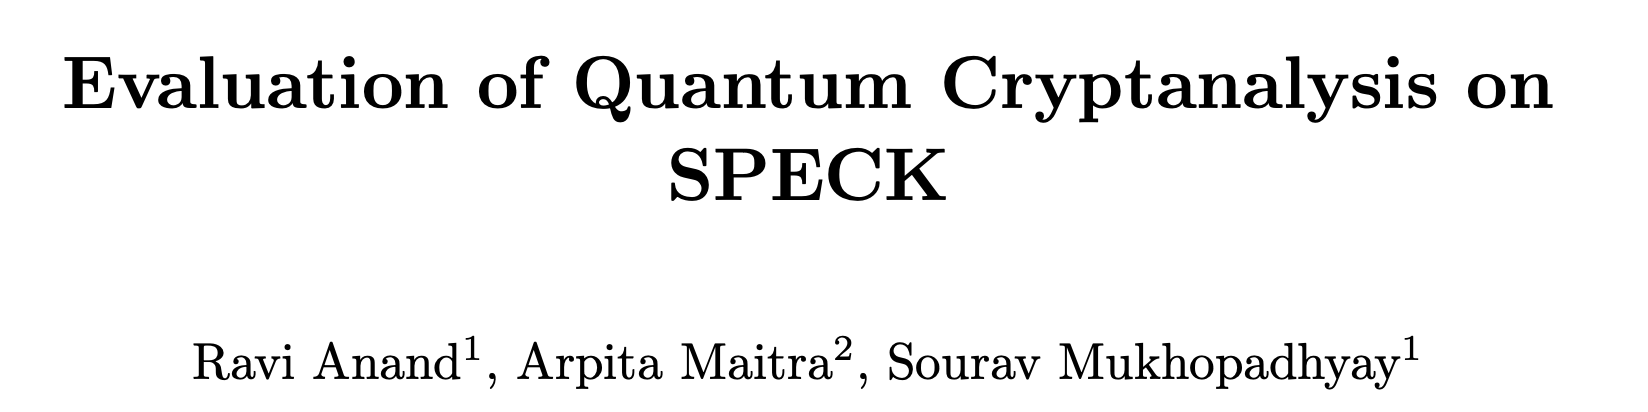 Evaluation of Quantum Cryptanalysis on
SPECK
Ravi Anand¹, Arpita Maitra², Sourav Mukhopadhyay¹